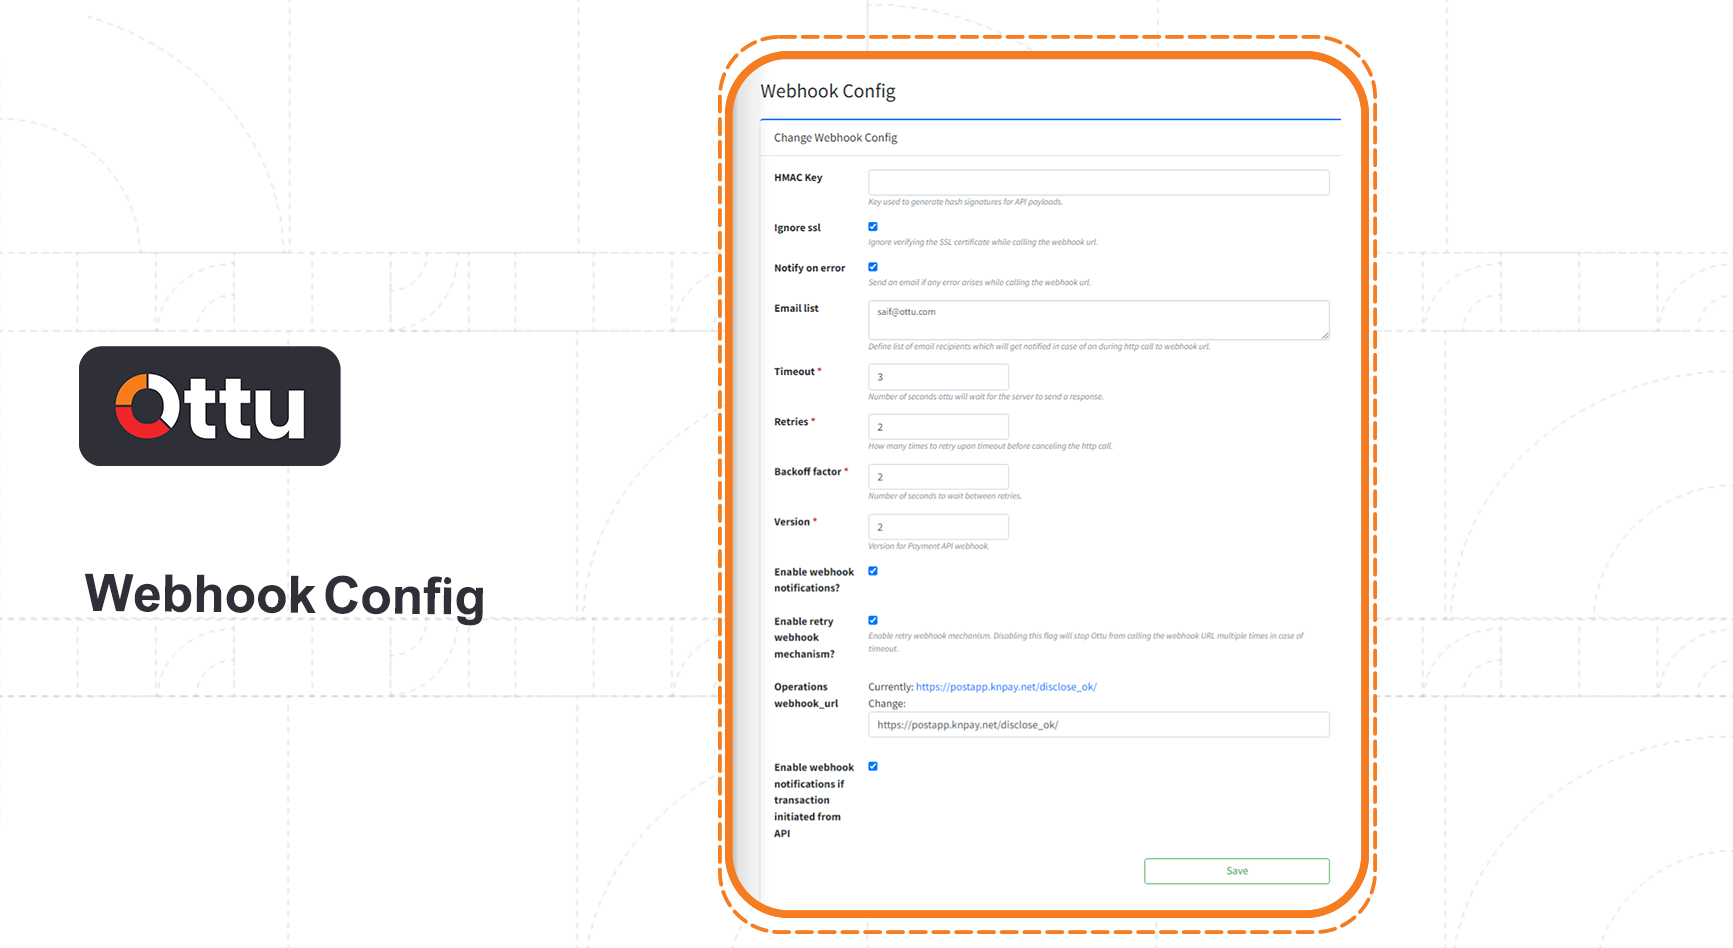 Ottu
Webhook Config
Webhook Config
Change Webhook Config
HMAC Key
Key used to generate hash signatures for API payloads.
Ignore ssl
Ignore verifying the SSL certificate while calling the webhook url.
Notify on error
Send an email if any error arises while calling the webhook url.
Email list
saif@ottu.com
Define list of email recipients which will get notified in case of an during http call to webhook url.
Timeout *
3
Number of seconds ottu will wait for the server to send a response.
Retries *
2
How many times to retry upon timeout before canceling the http call.
Backoff factor *
2
Number of seconds to wait between retries.
Version *
2
Version for Payment API webhook.
Enable webhook
notifications?
Enable retry
webhook
mechanism?
Enable retry webhook mechanism. Disabling this flag will stop Ottu from calling the webhook URL multiple times in case of
timeout.
Operations
webhook_url
Currently: https://postapp.knpay.net/disclose_ok/
Change:
https://postapp.knpay.net/disclose_ok/
Enable webhook
notifications if
transaction
initiated from
API
Save